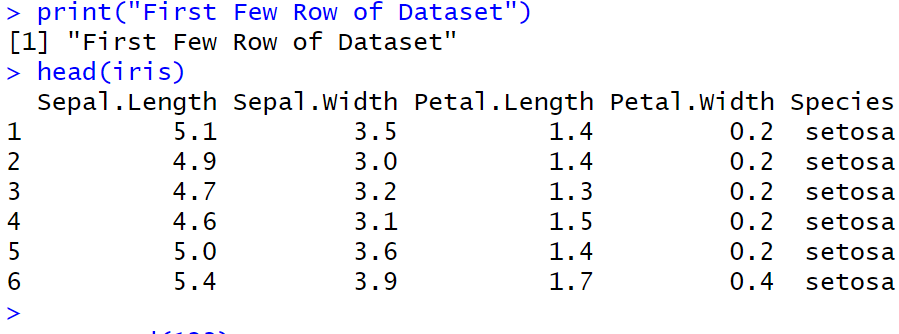 > print("First Few Row of Dataset")
[1] "First Few Row of Dataset"
> head(iris)
  Sepal.Length Sepal.Width Petal.Length Petal.Width Species
1          5.1         3.5          1.4         0.2  setosa
2          4.9         3.0          1.4         0.2  setosa
3          4.7         3.2          1.3         0.2  setosa
4          4.6         3.1          1.5         0.2  setosa
5          5.0         3.6          1.4         0.2  setosa
6          5.4         3.9          1.7         0.4  setosa
>